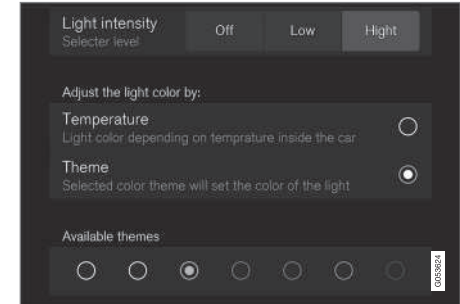 Light intensity
Selecter level
Off
Low
Hight
Adjust the light color by:
Temperature
Light color depending on temprature inside the car
Theme
Selected color theme will set the color of the light
Available themes
G053624